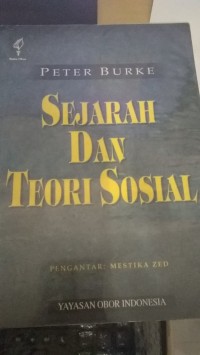 PETER BURKE
SEJARAH
DAN
TEORI SOSIAL
PENGANTAR: MESTIKA ZED
YAYASAN OBOR INDONESIA